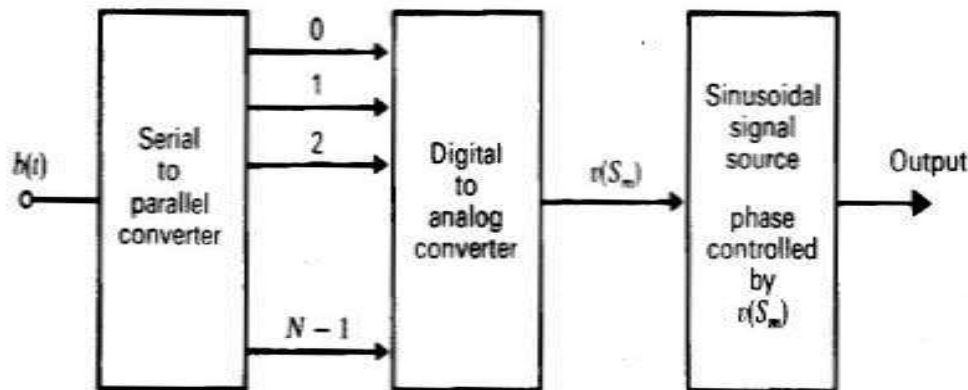 0
1
2
N – 1
b(t)
Serial
to
parallel
converter
Digital
to
analog
converter
v(Sm)
Sinusoidal
signal
source
phase
controlled
by
v(Sm)
Output